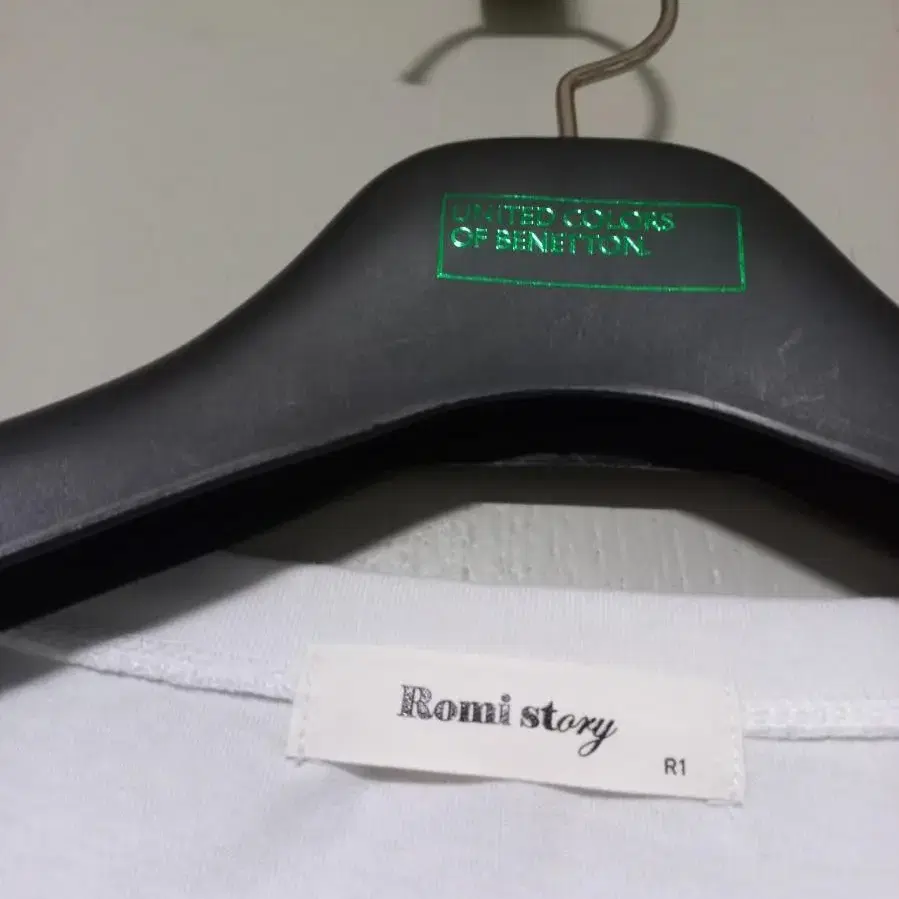 UNITED COLORS
OF BENETTON.
Romi story
R1